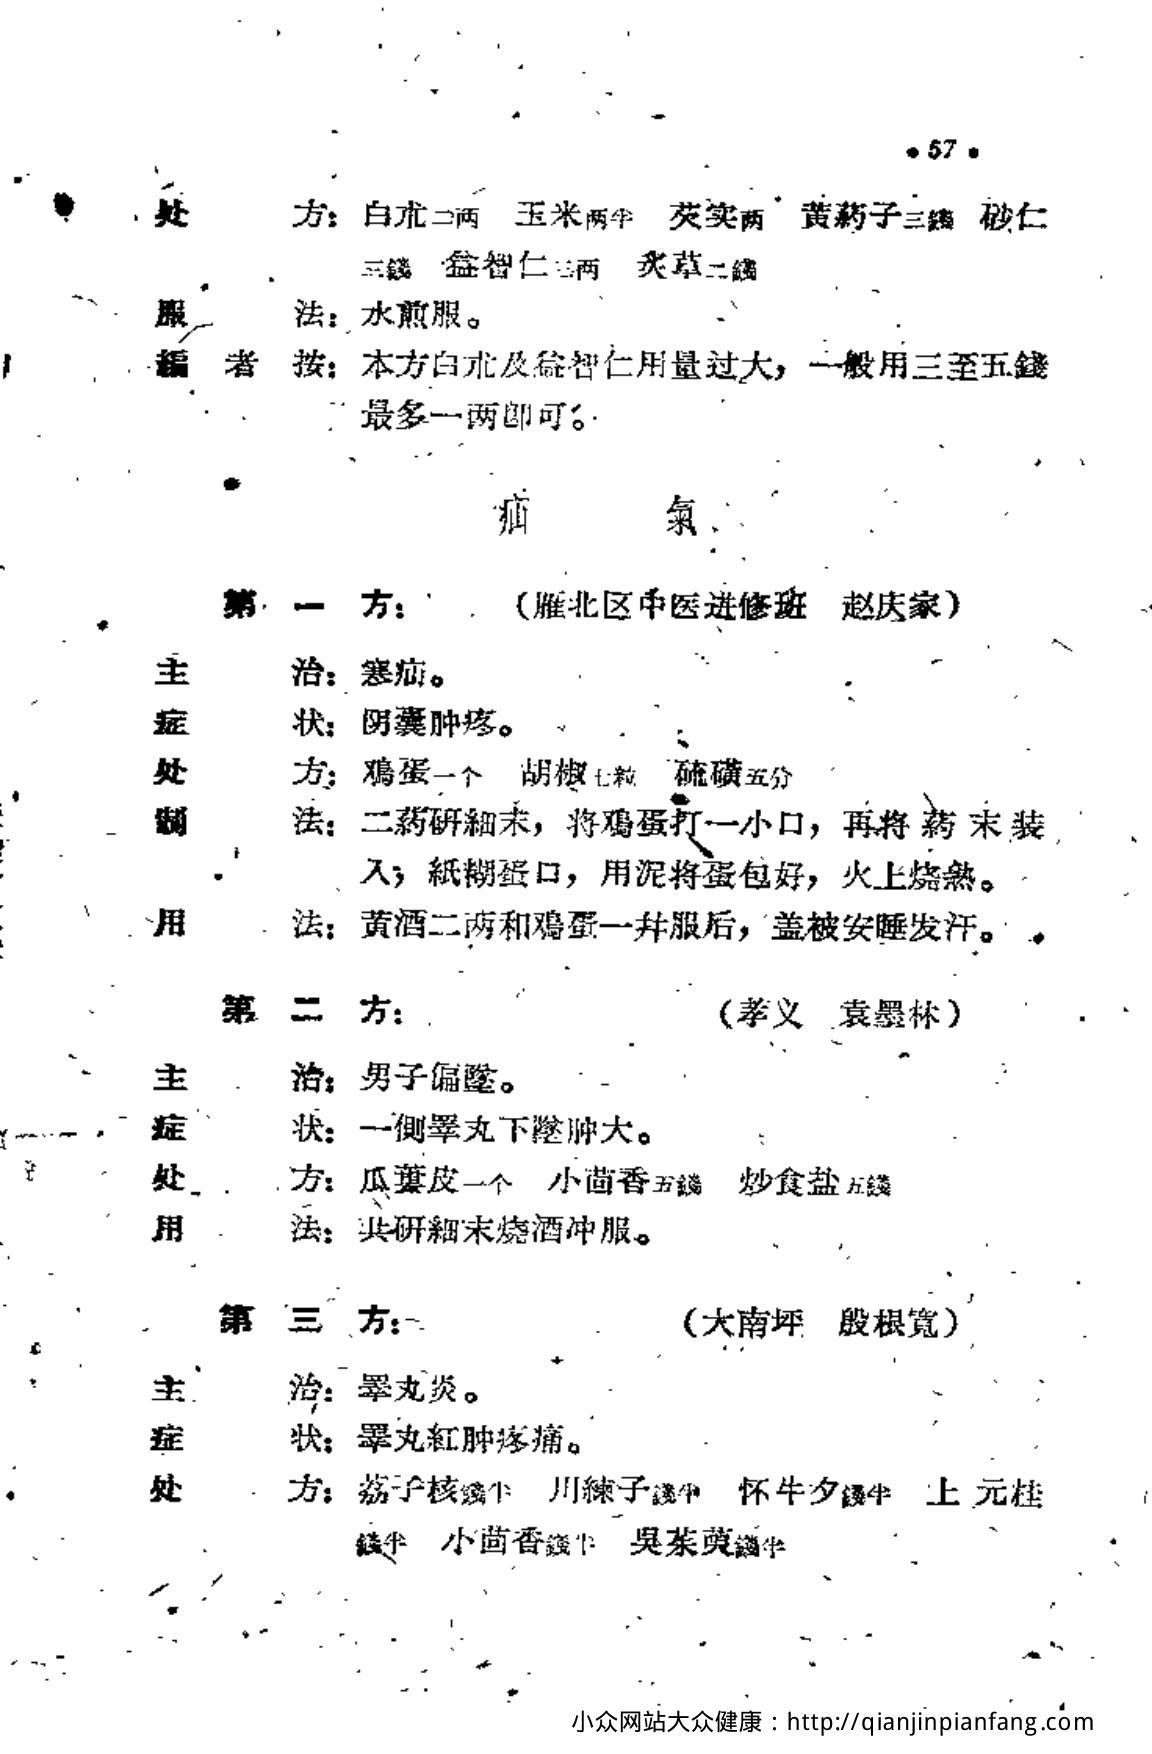 • 57 •
处 方：白朮二两 玉米两半 芡实两 黄药子三錢 砂仁
三錢 益智仁二两 炙草二錢
服 法：水煎服。
編 者 按：本方白朮及益智仁用量过大，一般用三至五錢
最多一两即可。
疝 氣
第 一 方：（雁北区中医进修班 赵庆家）
主 治：寒疝。
症 状：阴囊肿疼。
处 方：鸡蛋一个 胡椒七粒 硫磺五分
制 法：二药研細末，将鸡蛋打一小口，再将药末装
入，紙糊蛋口，用泥将蛋包好，火上烧熱。
用 法：黄酒二两和鸡蛋一幷服后，盖被安睡发汗。
第 二 方：（孝义 袁墨林）
主 治：男子偏墜。
症 状：一側睪丸下墜肿大。
处 方：瓜蔞皮一个 小茴香五錢 炒食盐五錢
用 法：共研細末烧酒冲服。
第 三 方：（大南坪 殷根寬）
主 治：睪丸炎。
症 状：睪丸紅肿疼痛。
处 方：荔子核錢半 川練子錢半 怀牛夕錢半 上元桂
錢半 小茴香錢半 吳茱萸錢半
小众网站大众健康：http://qianjinpianfang.com